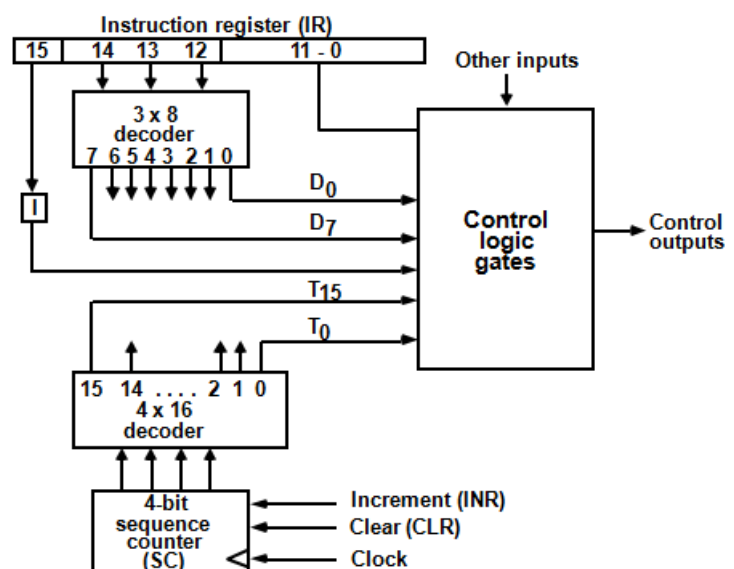 Instruction register (IR)
15 14 13 12 11 - 0
Other inputs
3 x 8
decoder
7 6 5 4 3 2 1 0
D0
I
D7
Control
logic
gates
Control
outputs
T15
T0
15 14 . . . . 2 1 0
4 x 16
decoder
4-bit
sequence
counter
(SC)
Increment (INR)
Clear (CLR)
Clock